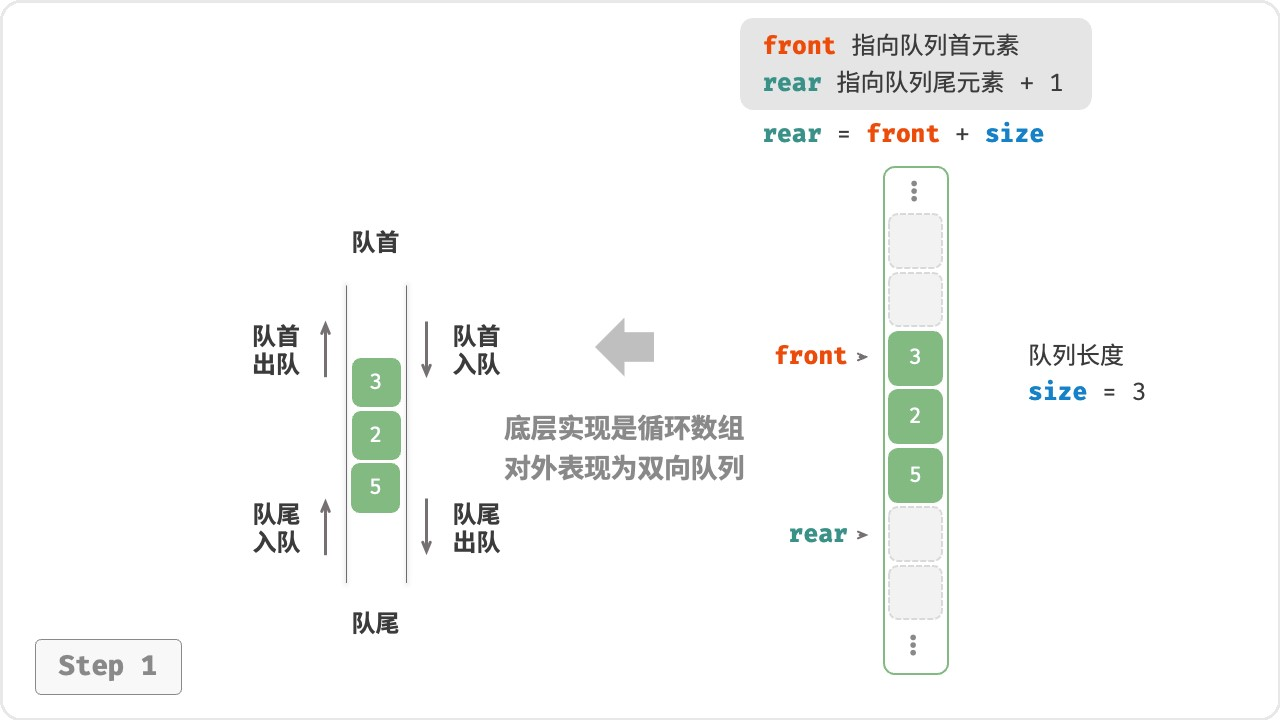 front 指向队列首元素
rear 指向队列尾元素 + 1
rear = front + size
队首
队首
出队
队首
入队
3
2
5
队尾
入队
队尾
出队
队尾
底层实现是循环数组
对外表现为双向队列
front
3
2
5
rear
队列长度
size = 3
Step 1